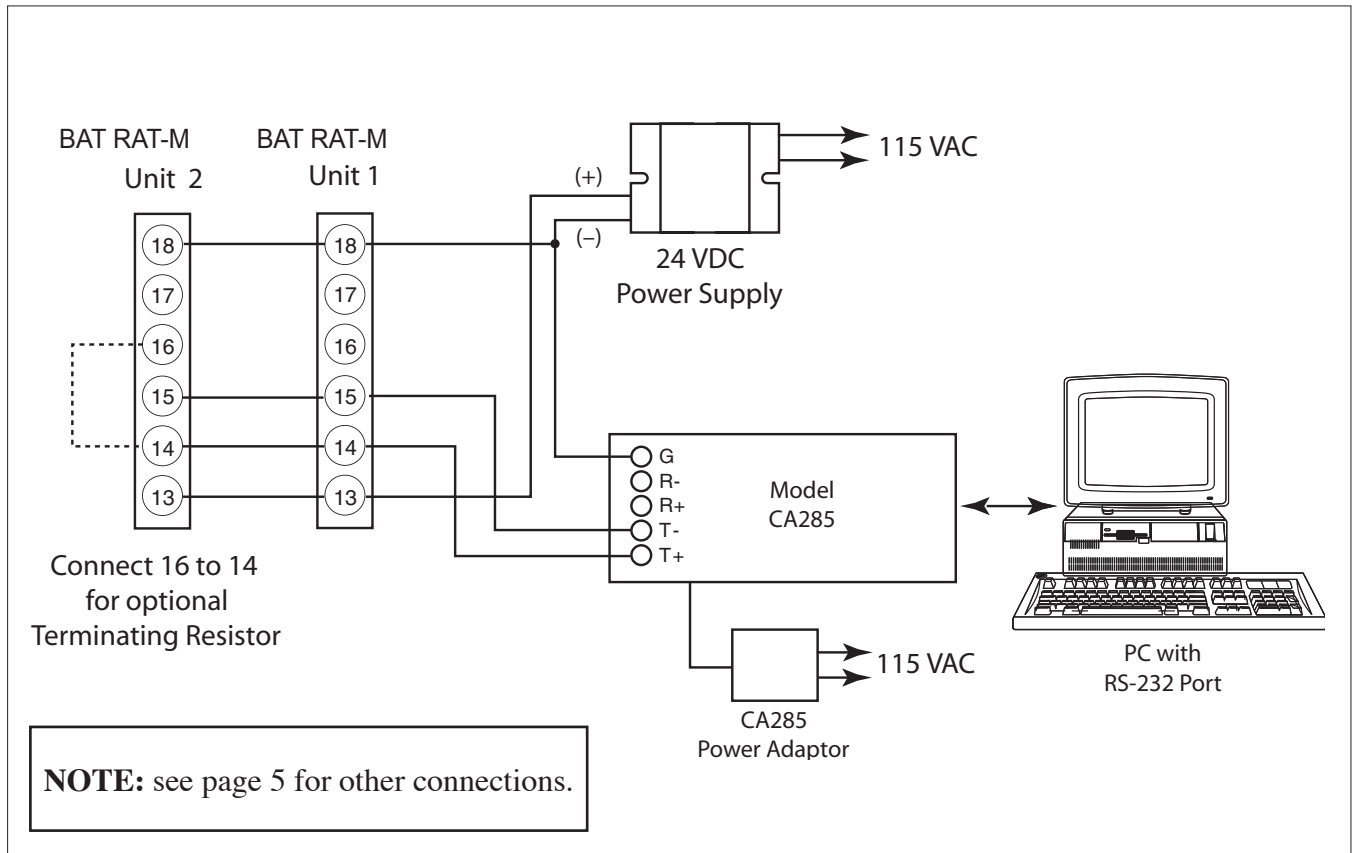 BAT RAT-M
Unit 2
BAT RAT-M
Unit 1
18
17
16
15
14
13
18
17
16
15
14
13
Connect 16 to 14
for optional
Terminating Resistor
(+)
(–)
115 VAC
24 VDC
Power Supply
G
R-
R+
T-
T+
Model
CA285
115 VAC
CA285
Power Adaptor
PC with
RS-232 Port
NOTE: see page 5 for other connections.